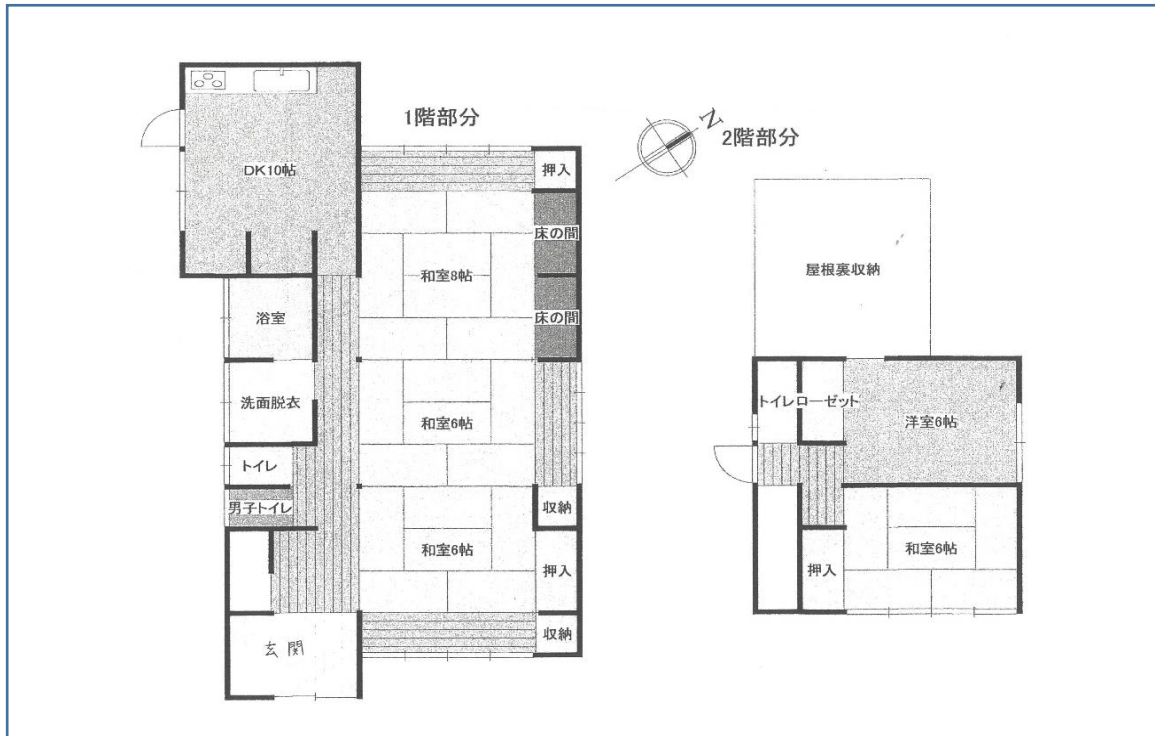 1階部分
DK10帖
押入
床の間
和室8帖
床の間
浴室
洗面脱衣
和室6帖
トイレ
男子トイレ
収納
和室6帖
押入
収納
玄関
N
2階部分
屋根裏収納
トイレ
ローゼット
洋室6帖
和室6帖
押入